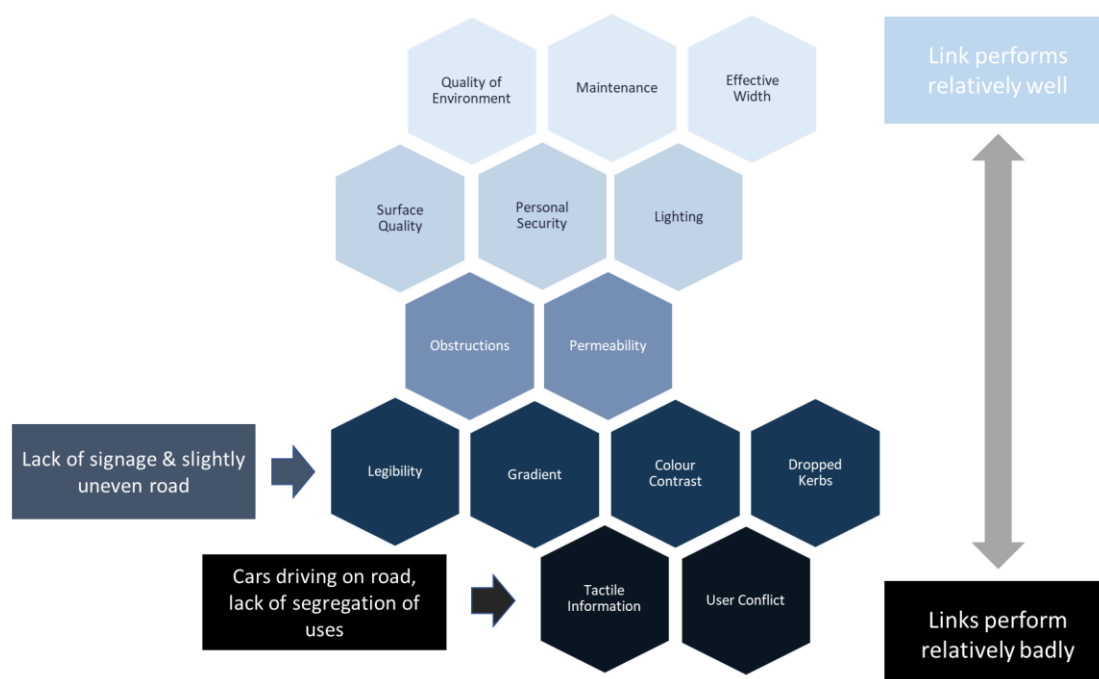 Quality of
Environment
Maintenance
Effective
Width
Link performs
relatively well
Surface
Quality
Personal
Security
Lighting
Obstructions
Permeability
Lack of signage & slightly
uneven road
Legibility
Gradient
Colour
Contrast
Dropped
Kerbs
Cars driving on road,
lack of segregation of
uses
Tactile
Information
User Conflict
Links perform
relatively badly